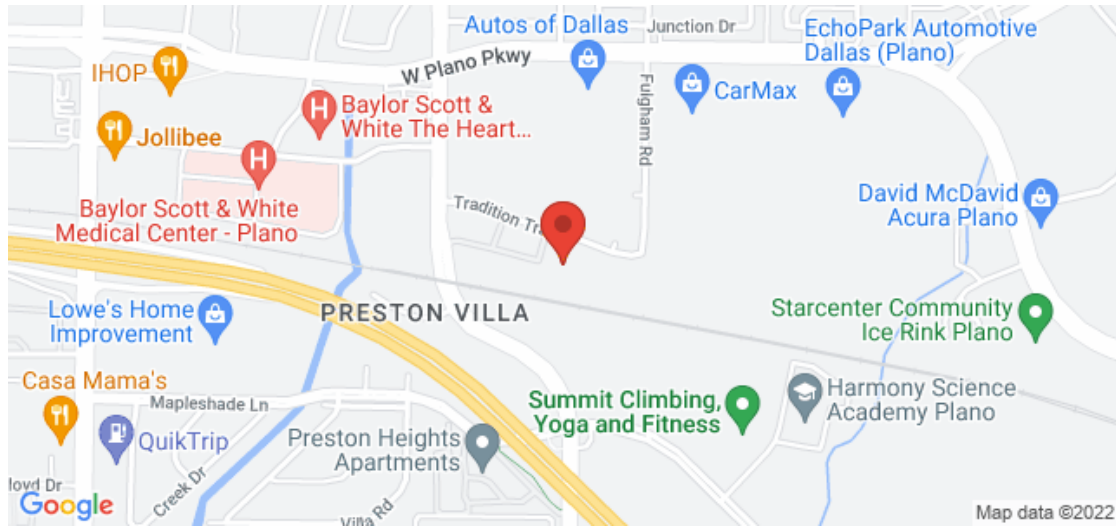 Autos of Dallas
Junction Dr
EchoPark Automotive
Dallas (Plano)
IHOP
W Plano Pkwy
Fulgham Rd
CarMax
Baylor Scott &
White The Heart...
Jollibee
Baylor Scott & White
Medical Center - Plano
Tradition Tra
David McDavid
Acura Plano
Lowe's Home
Improvement
PRESTON VILLA
Starcenter Community
Ice Rink Plano
Casa Mama's
Mapleshade Ln
Summit Climbing,
Yoga and Fitness
Harmony Science
Academy Plano
QuikTrip
Preston Heights
Apartments
loyd Dr
Creek Dr
Villa Rd
Google
Map data ©2022